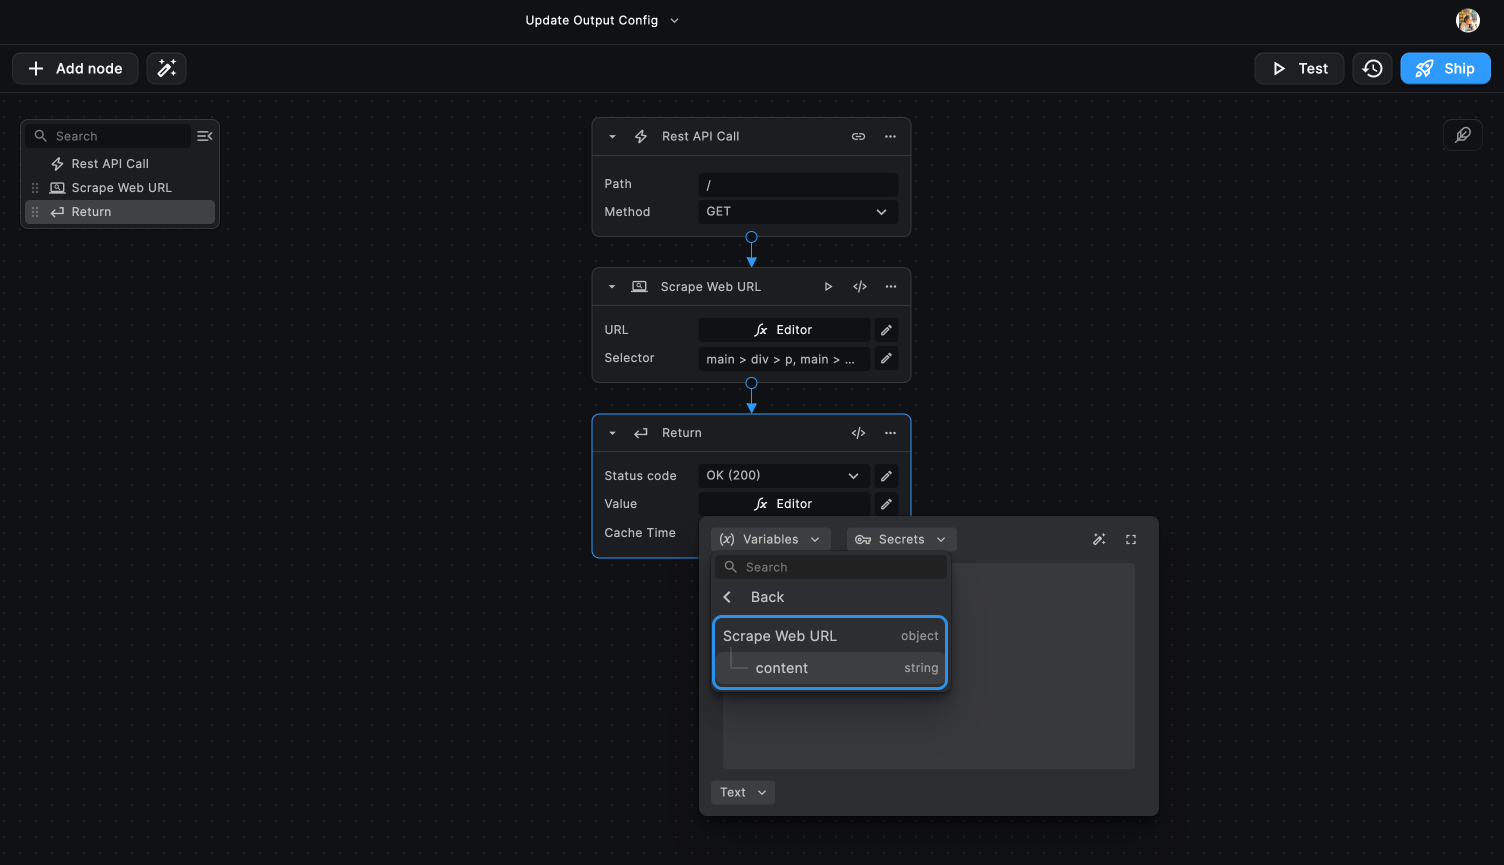 Update Output Config
Add node
Test
Ship
Search
Rest API Call
Scrape Web URL
Return
Rest API Call
Path
/
Method
GET
Scrape Web URL
URL
fx Editor
Selector
main > div > p, main > ...
Return
Status code
OK (200)
Value
fx Editor
Cache Time
(x) Variables
Secrets
Search
Back
Scrape Web URL
object
content
string
Text